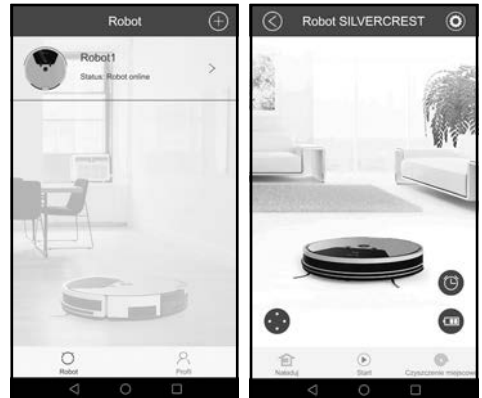 Robot
Robot1
Status: Robot online
Robot
Profil
Robot SILVERCREST
Naładuj
Start
Czyszczenie miejscowe